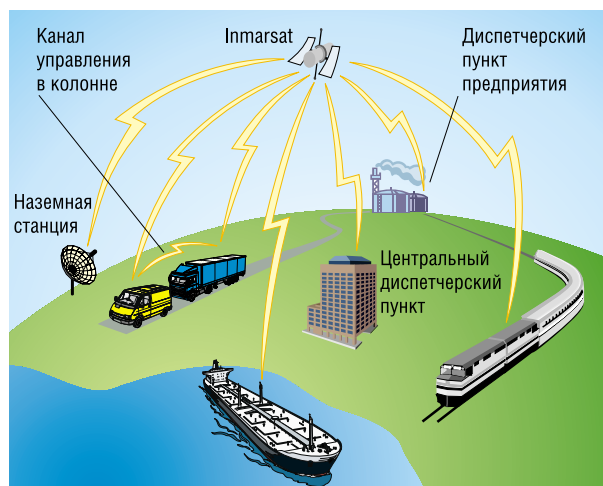 Канал
управления
в колонне
Inmarsat
Диспетчерский
пункт
предприятия
Наземная
станция
Центральный
диспетчерский
пункт